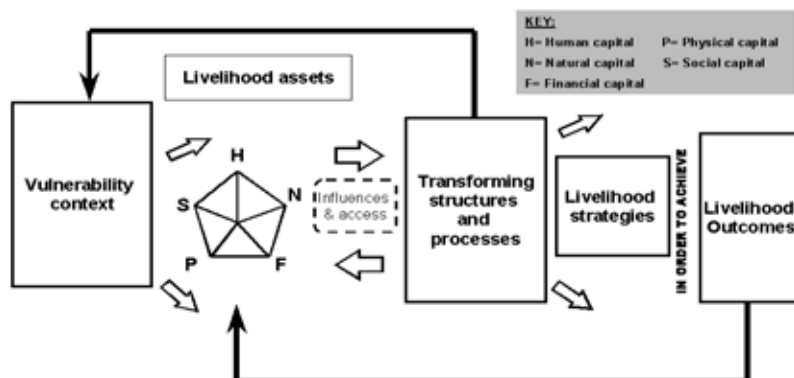 KEY:
H= Human capital P= Physical capital
N= Natural capital S= Social capital
F= Financial capital
Livelihood assets
Vulnerability
context
H
S
N
P
F
Influences
& access
Transforming
structures
and
processes
Livelihood
strategies
IN ORDER TO ACHIEVE
Livelihood
Outcomes